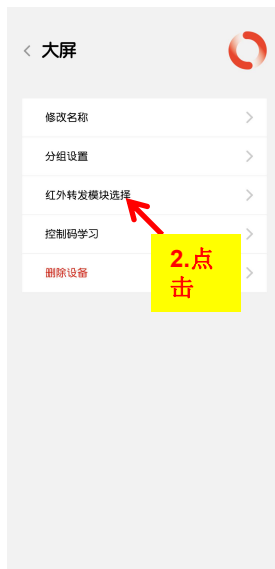 大屏
修改名称
分组设置
红外转发模块选择
控制码学习
删除设备
2.点
击